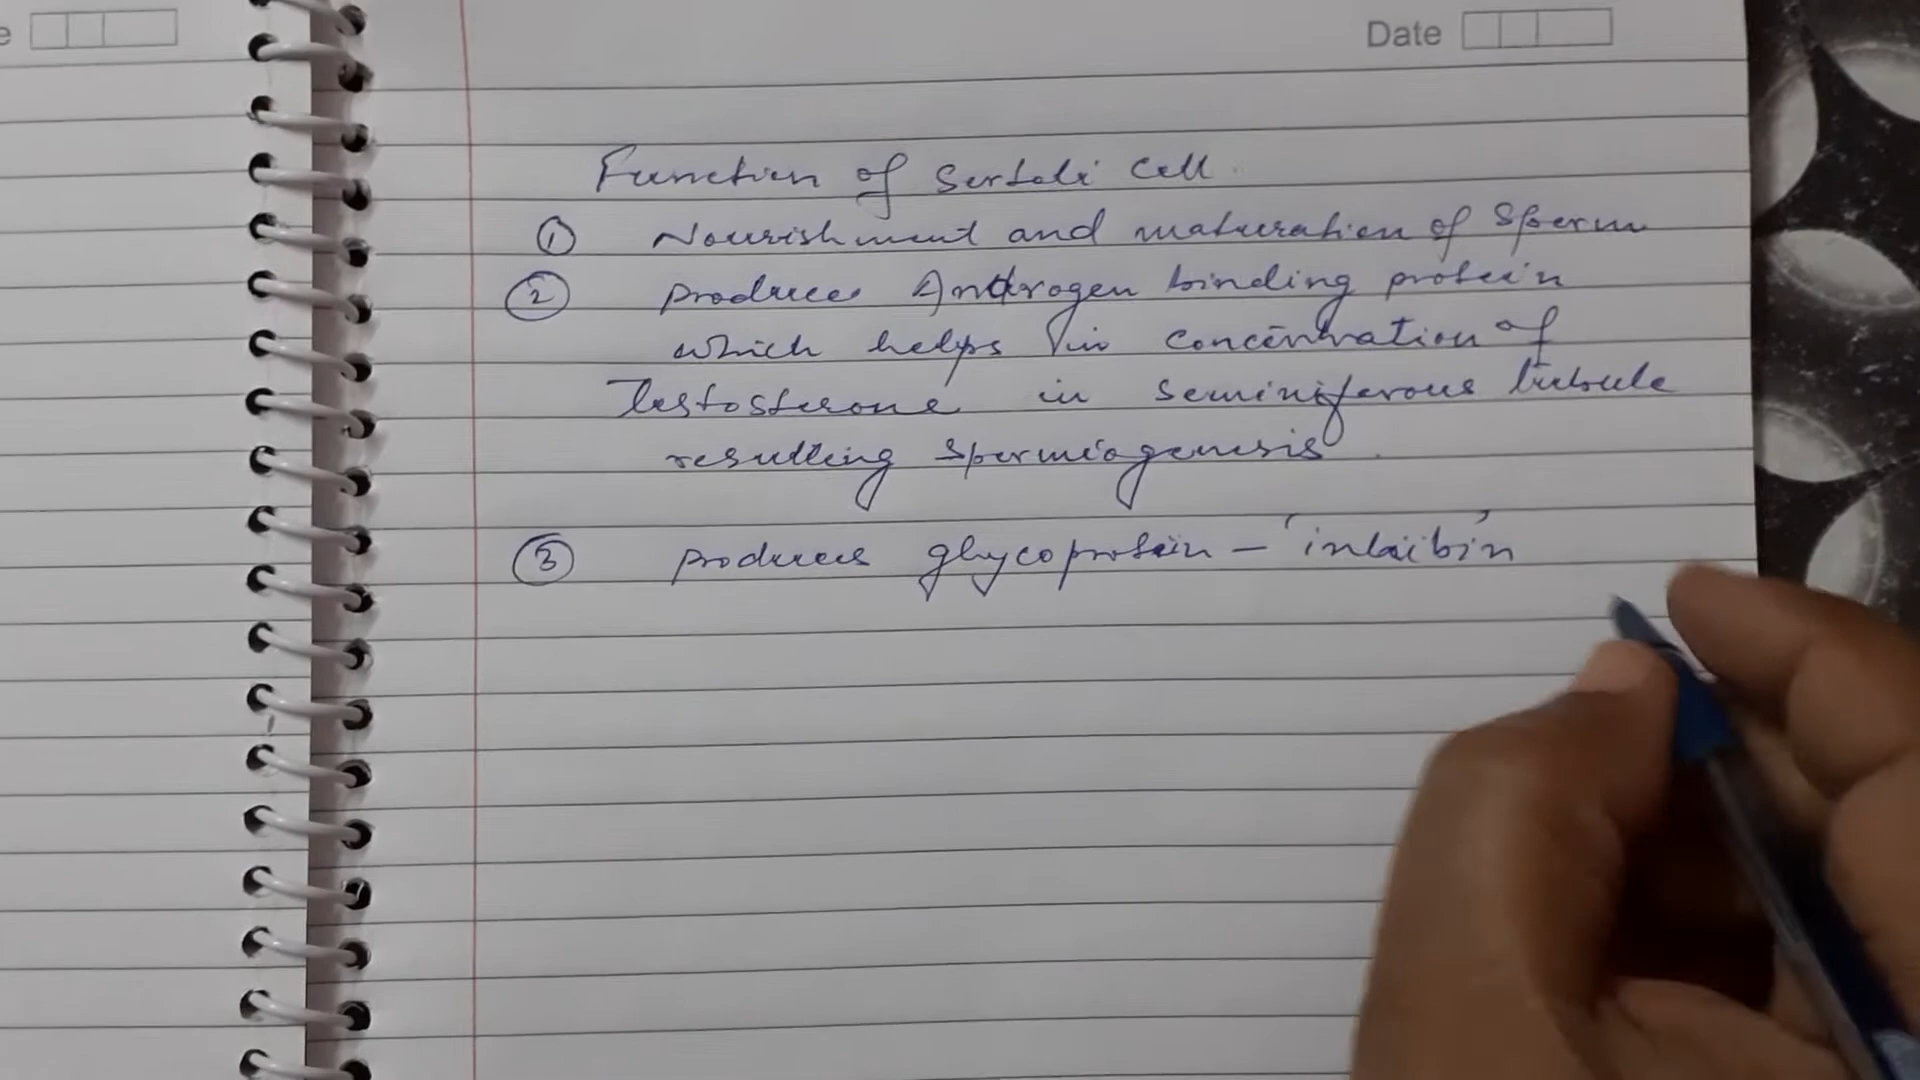 e
Date
Function of Sertoli Cell
① Nourishment and maturation of Sperm
② produces Androgen binding protein
which helps in concentration of
Testosterone in seminiferous tubule
resulting spermiogenesis.
③ produces glycoprotein - 'inhibin'